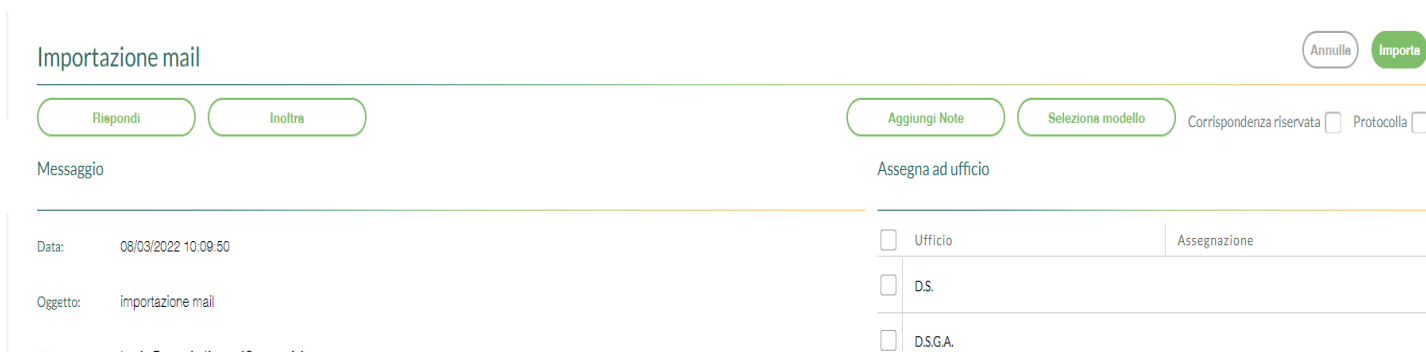 Importazione mail
Annulla
Importa
Rispondi
Inoltra
Aggiungi Note
Seleziona modello
Corrispondenza riservata
Protocolla
Messaggio
Assegna ad ufficio
Data: 08/03/2022 10:09:50
Oggetto: importazione mail
Ufficio
Assegnazione
D.S.
D.S.G.A.